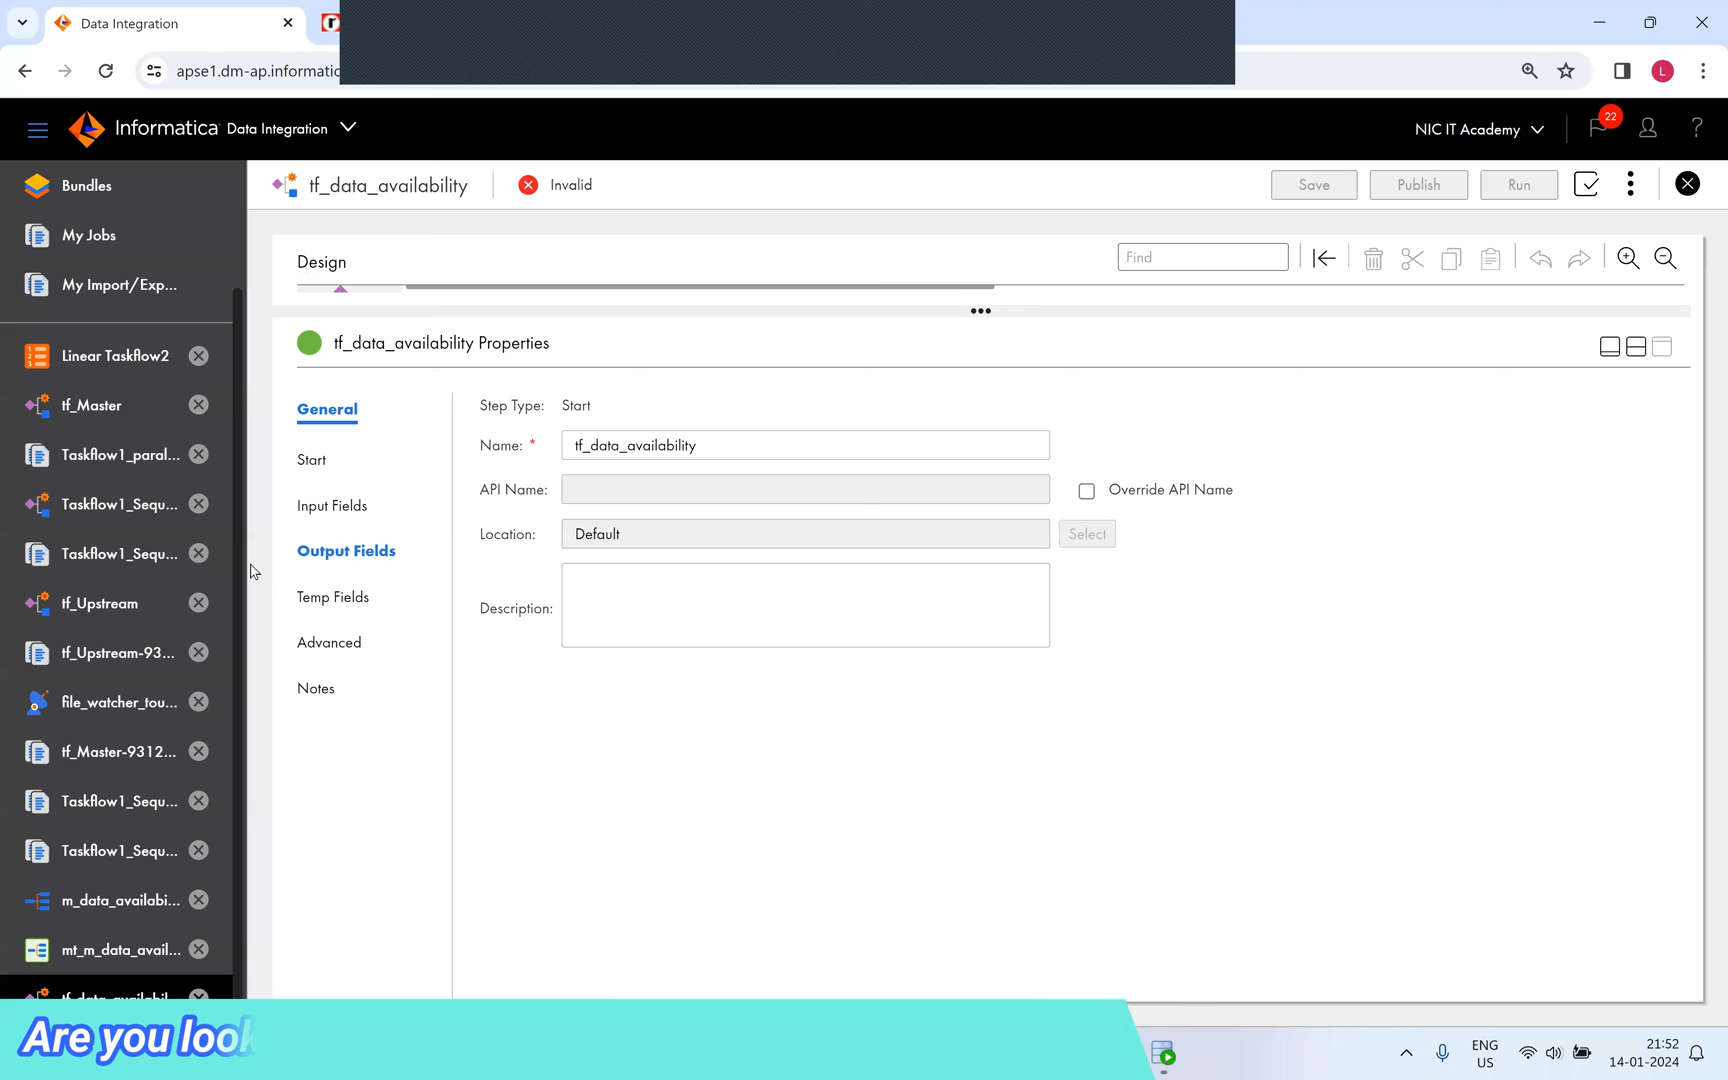 Data Integration
apse1.dm-ap.informatic
L
Informatica Data Integration
NIC IT Academy
22
?
Bundles
My Jobs
My Import/Exp...
Linear Taskflow2
tf_Master
Taskflow1_paral...
Taskflow1_Sequ...
Taskflow1_Sequ...
tf_Upstream
tf_Upstream-93...
file_watcher_tou...
tf_Master-9312...
Taskflow1_Sequ...
Taskflow1_Sequ...
m_data_availabi...
mt_m_data_avail...
tf_data_availabil...
tf_data_availability
Invalid
Save
Publish
Run
Design
Find
tf_data_availability Properties
General
Start
Input Fields
Output Fields
Temp Fields
Advanced
Notes
Step Type: Start
Name: * tf_data_availability
API Name:
Override API Name
Location: Default
Select
Description:
Are you look
ENG
US
21:52
14-01-2024